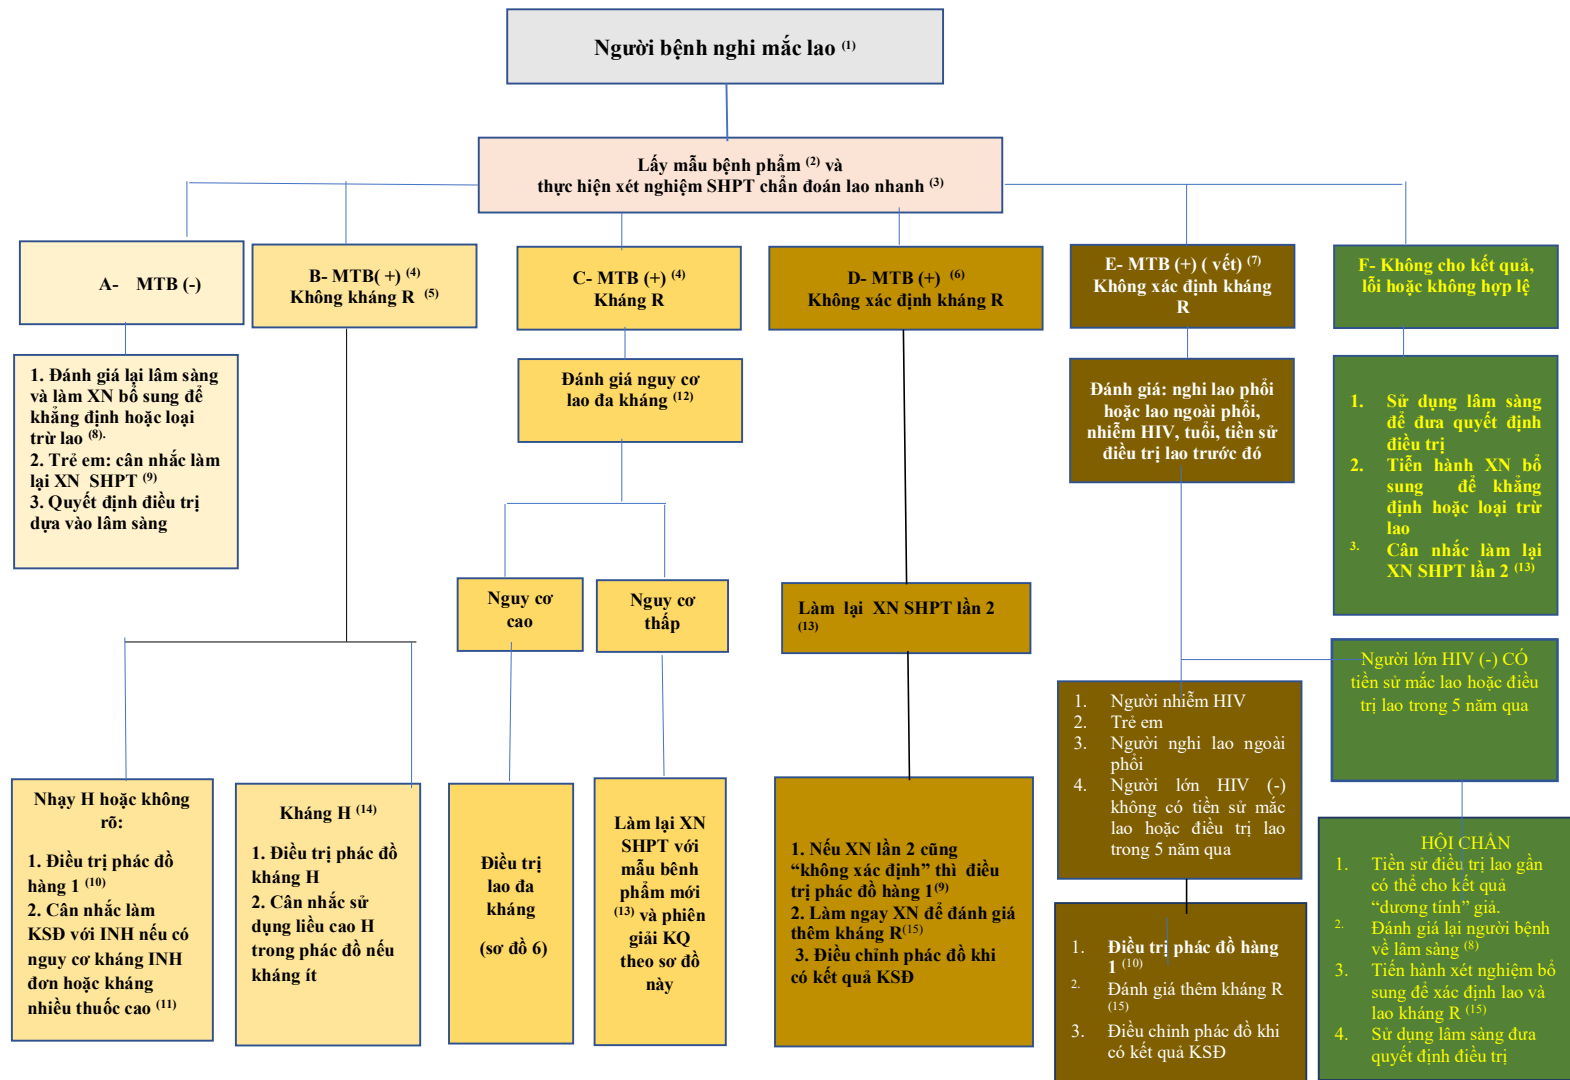 Người bệnh nghi mắc lao (1)
Lấy mẫu bệnh phẩm (2) và
thực hiện xét nghiệm SHPT chẩn đoán lao nhanh (3)
A- MTB (-)
B- MTB( +) (4)
Không kháng R (5)
C- MTB (+) (4)
Kháng R
D- MTB (+) (6)
Không xác định kháng R
E- MTB (+) ( vết) (7)
Không xác định kháng
R
F- Không cho kết quả,
lỗi hoặc không hợp lệ
1. Đánh giá lại lâm sàng
và làm XN bổ sung để
khẳng định hoặc loại
trừ lao (8).
2. Trẻ em: cân nhắc làm
lại XN SHPT (9)
3. Quyết định điều trị
dựa vào lâm sàng
Đánh giá nguy cơ
lao đa kháng (12)
Đánh giá: nghi lao phổi
hoặc lao ngoài phổi,
nhiễm HIV, tuổi, tiền sử
điều trị lao trước đó
1. Sử dụng lâm sàng
để đưa quyết định
điều trị
2. Tiến hành XN bổ
sung để khẳng
định hoặc loại trừ
lao
3. Cân nhắc làm lại
XN SHPT lần 2 (13)
Nguy cơ
cao
Nguy cơ
thấp
Làm lại XN SHPT lần 2
(13)
Người lớn HIV (-) CÓ
tiền sử mắc lao hoặc điều
trị lao trong 5 năm qua
1. Người nhiễm HIV
2. Trẻ em
3. Người nghi lao ngoài
phổi
4. Người lớn HIV (-)
không có tiền sử mắc
lao hoặc điều trị lao
trong 5 năm qua
Nhạy H hoặc không
rõ:
1. Điều trị phác đồ
hàng 1 (10)
2. Cân nhắc làm
KSĐ với INH nếu có
nguy cơ kháng INH
đơn hoặc kháng
nhiều thuốc cao (11)
Kháng H (14)
1. Điều trị phác đồ
kháng H
2. Cân nhắc sử
dụng liều cao H
trong phác đồ nếu
kháng ít
Điều trị
lao đa
kháng
(sơ đồ 6)
Làm lại XN
SHPT với
mẫu bệnh
phẩm mới
(13) và phiên
giải KQ
theo sơ đồ
này
1. Nếu XN lần 2 cũng
“không xác định” thì điều
trị phác đồ hàng 1(9)
2. Làm ngay XN để đánh giá
thêm kháng R(15)
3. Điều chỉnh phác đồ khi
có kết quả KSĐ
1. Điều trị phác đồ hàng
1 (10)
2. Đánh giá thêm kháng R
(15)
3. Điều chỉnh phác đồ khi
có kết quả KSĐ
HỘI CHẨN
1. Tiền sử điều trị lao gần
có thể cho kết quả
“dương tính” giả.
2. Đánh giá lại người bệnh
về lâm sàng (8)
3. Tiến hành xét nghiệm bổ
sung để xác định lao và
lao kháng R (15)
4. Sử dụng lâm sàng đưa
quyết định điều trị